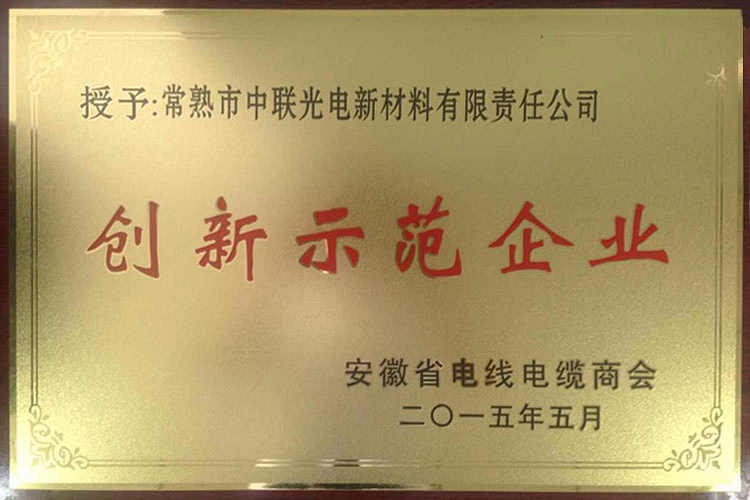 授予:常熟市中联光电新材料有限责任公司
创新示范企业
安徽省电线电缆商会
二〇一五年五月